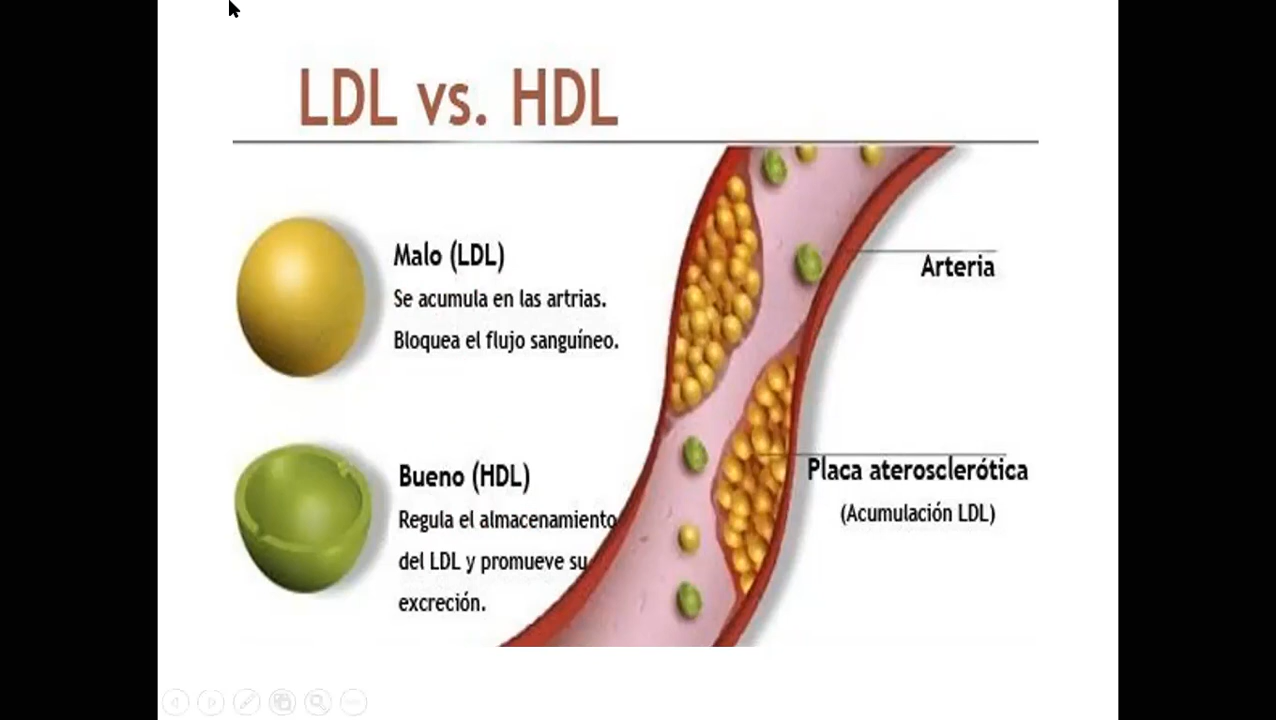 LDL vs. HDL
Malo (LDL)
Se acumula en las artrias.
Bloquea el flujo sanguíneo.
Arteria
Bueno (HDL)
Regula el almacenamiento
del LDL y promueve su
excreción.
Placa aterosclerótica
(Acumulación LDL)